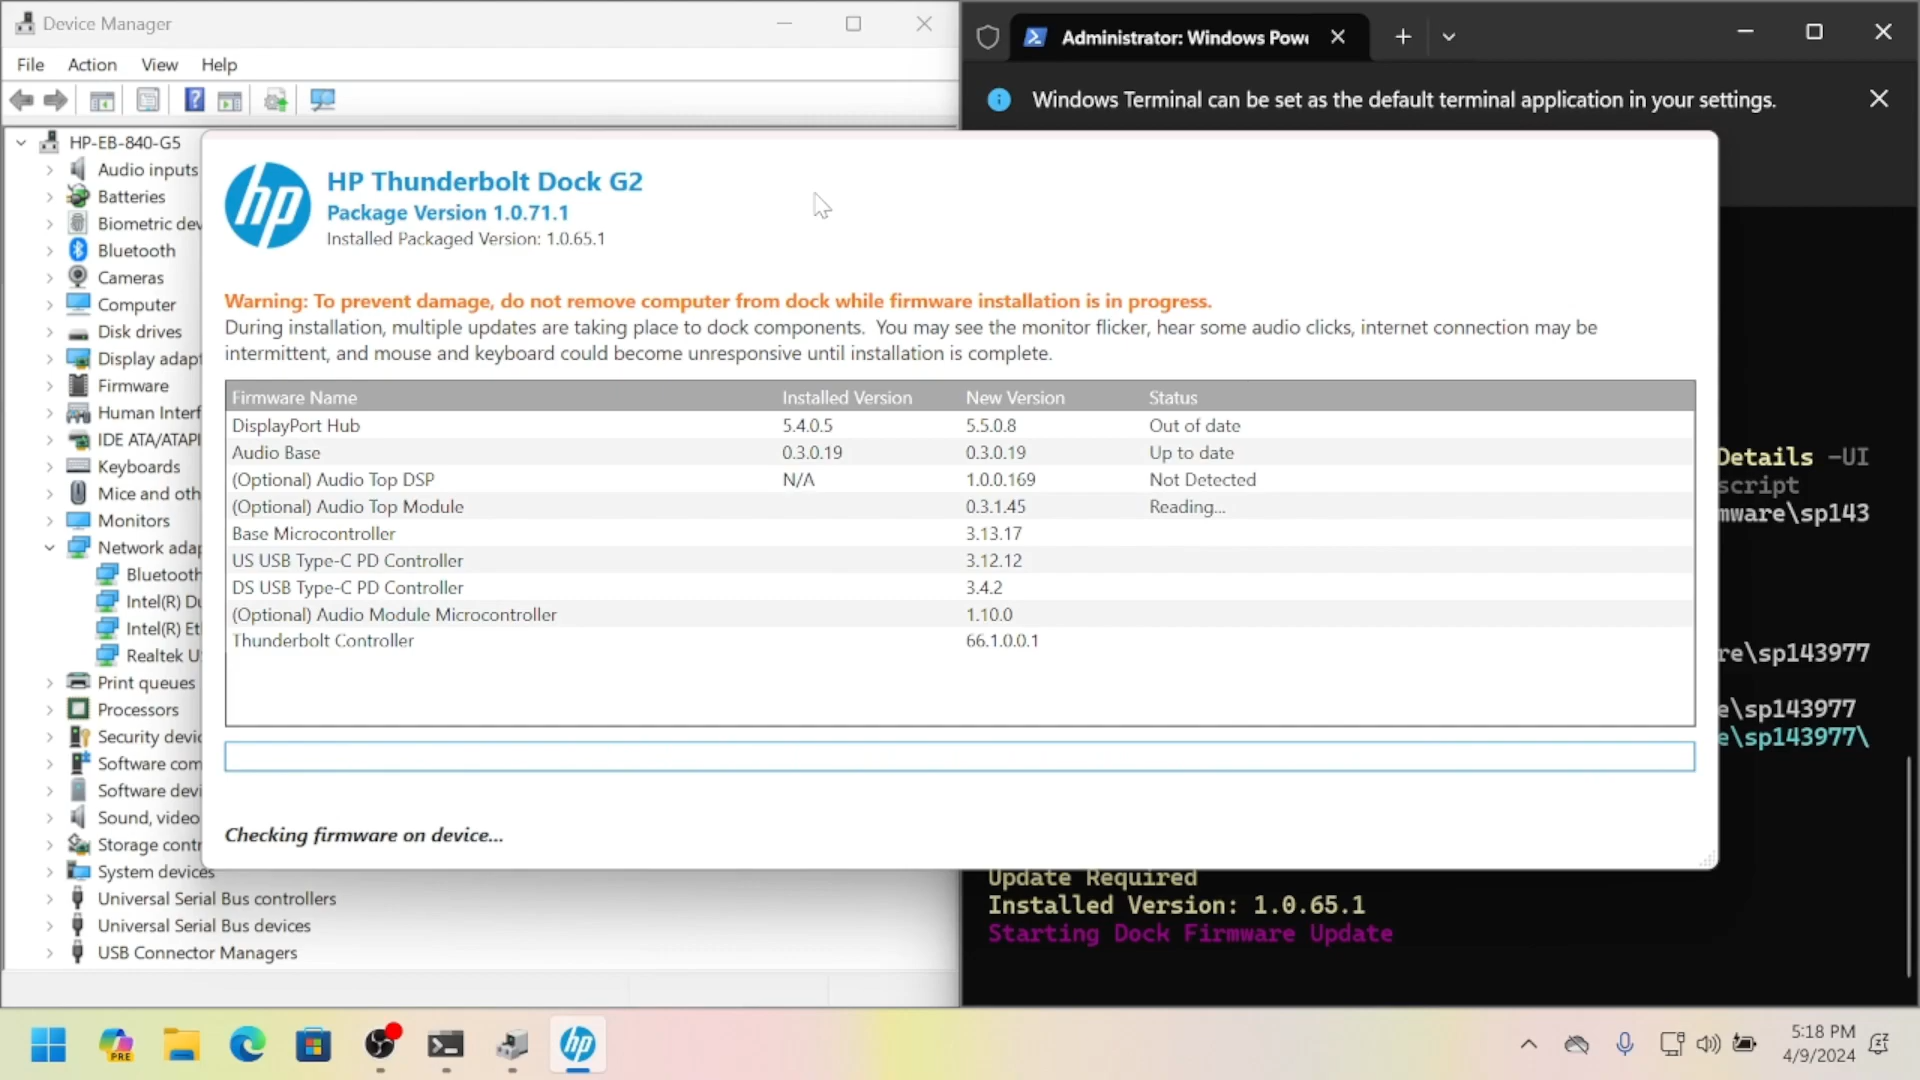 Device Manager
File Action View Help
HP-EB-840-G5
Audio inputs
Batteries
Biometric dev
Bluetooth
Cameras
Computer
Disk drives
Display adapt
Firmware
Human Interf
IDE ATA/ATAPI
Keyboards
Mice and oth
Monitors
Network adap
Bluetooth
Intel(R) Du
Intel(R) Et
Realtek U
Print queues
Processors
Security devic
Software com
Software devi
Sound, video
Storage contr
System devices
Universal Serial Bus controllers
Universal Serial Bus devices
USB Connector Managers
Administrator: Windows Powe
Windows Terminal can be set as the default terminal application in your settings.
hp
HP Thunderbolt Dock G2
Package Version 1.0.71.1
Installed Packaged Version: 1.0.65.1
Warning: To prevent damage, do not remove computer from dock while firmware installation is in progress.
During installation, multiple updates are taking place to dock components. You may see the monitor flicker, hear some audio clicks, internet connection may be
intermittent, and mouse and keyboard could become unresponsive until installation is complete.
Firmware Name Installed Version New Version Status
DisplayPort Hub 5.4.0.5 5.5.0.8 Out of date
Audio Base 0.3.0.19 0.3.0.19 Up to date
(Optional) Audio Top DSP N/A 1.0.0.169 Not Detected
(Optional) Audio Top Module 0.3.1.45 Reading...
Base Microcontroller 3.13.17
US USB Type-C PD Controller 3.12.12
DS USB Type-C PD Controller 3.4.2
(Optional) Audio Module Microcontroller 1.10.0
Thunderbolt Controller 66.1.0.0.1
Checking firmware on device...
Details -UI
script
mware\sp143
re\sp143977
e\sp143977
e\sp143977\
Update Required
Installed Version: 1.0.65.1
Starting Dock Firmware Update
PRE
hp
5:18 PM
4/9/2024